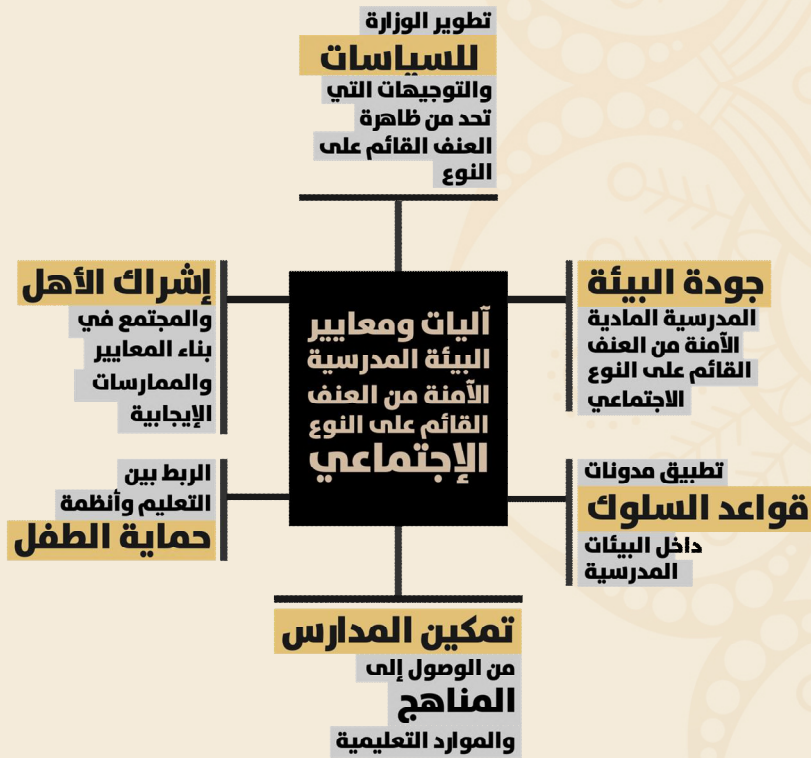 تطوير الوزارة
للسياسات
والتوجيهات التي
تحد من ظاهرة
العنف القائم على
النوع
جودة البيئة
المدرسية المادية
الآمنة من العنف
القائم على النوع
الاجتماعي
إشراك الأهل
والمجتمع في
بناء المعايير
والممارسات
الإيجابية
آليات ومعايير
البيئة المدرسية
الآمنة من العنف
القائم على النوع
الإجتماعي
تطبيق مدونات
قواعد السلوك
داخل البيئات
المدرسية
الربط بين
التعليم وأنظمة
حماية الطفل
تمكين المدارس
من الوصول إلى
المناهج
والموارد التعليمية